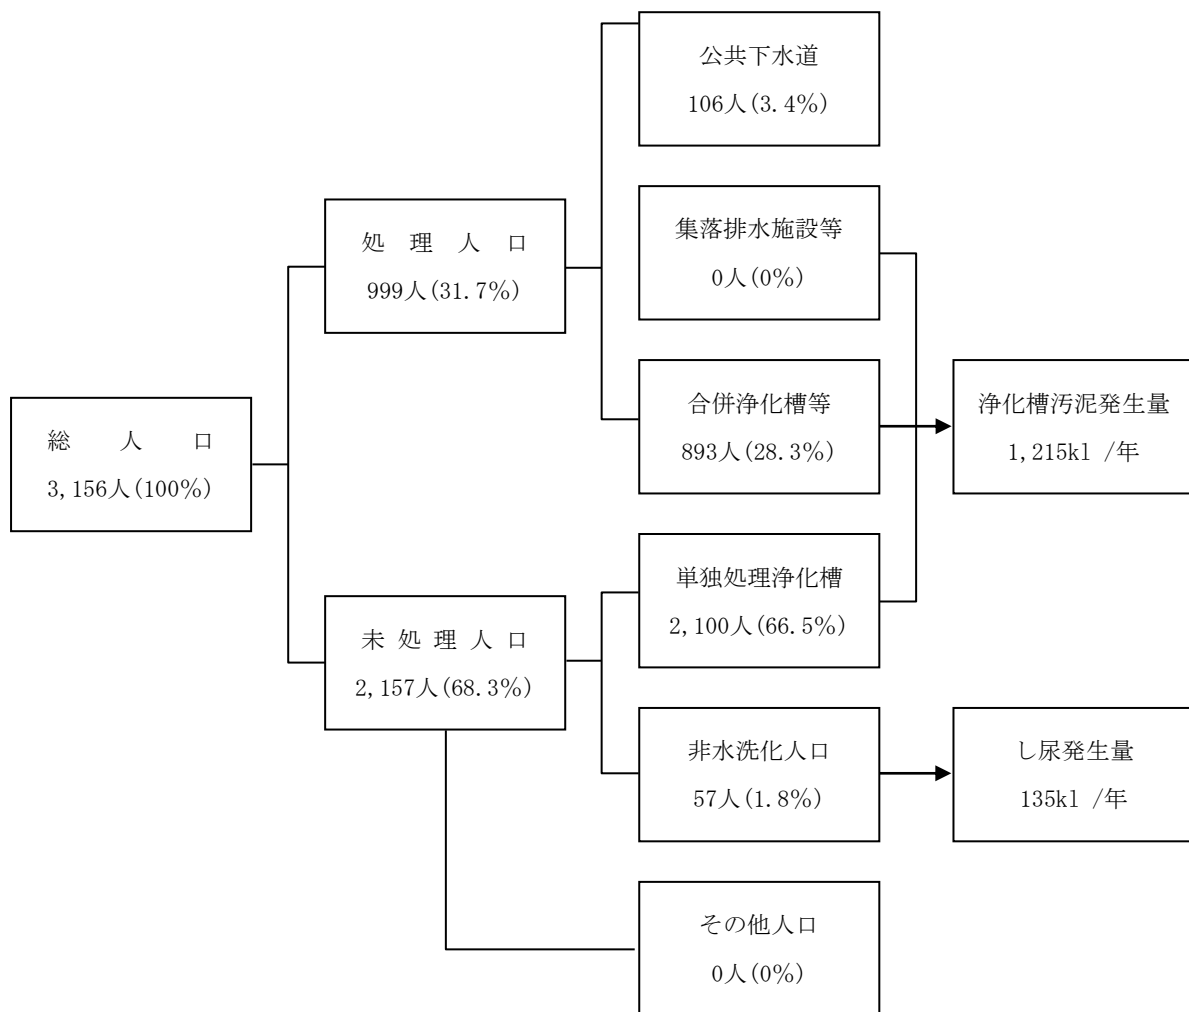 公共下水道
106人(3.4%)
集落排水施設等
0人(0%)
処理人口
999人(31.7%)
合併浄化槽等
893人(28.3%)
浄化槽汚泥発生量
1,215kl /年
総人口
3,156人(100%)
単独処理浄化槽
2,100人(66.5%)
未処理人口
2,157人(68.3%)
非水洗化人口
57人(1.8%)
し尿発生量
135kl /年
その他人口
0人(0%)